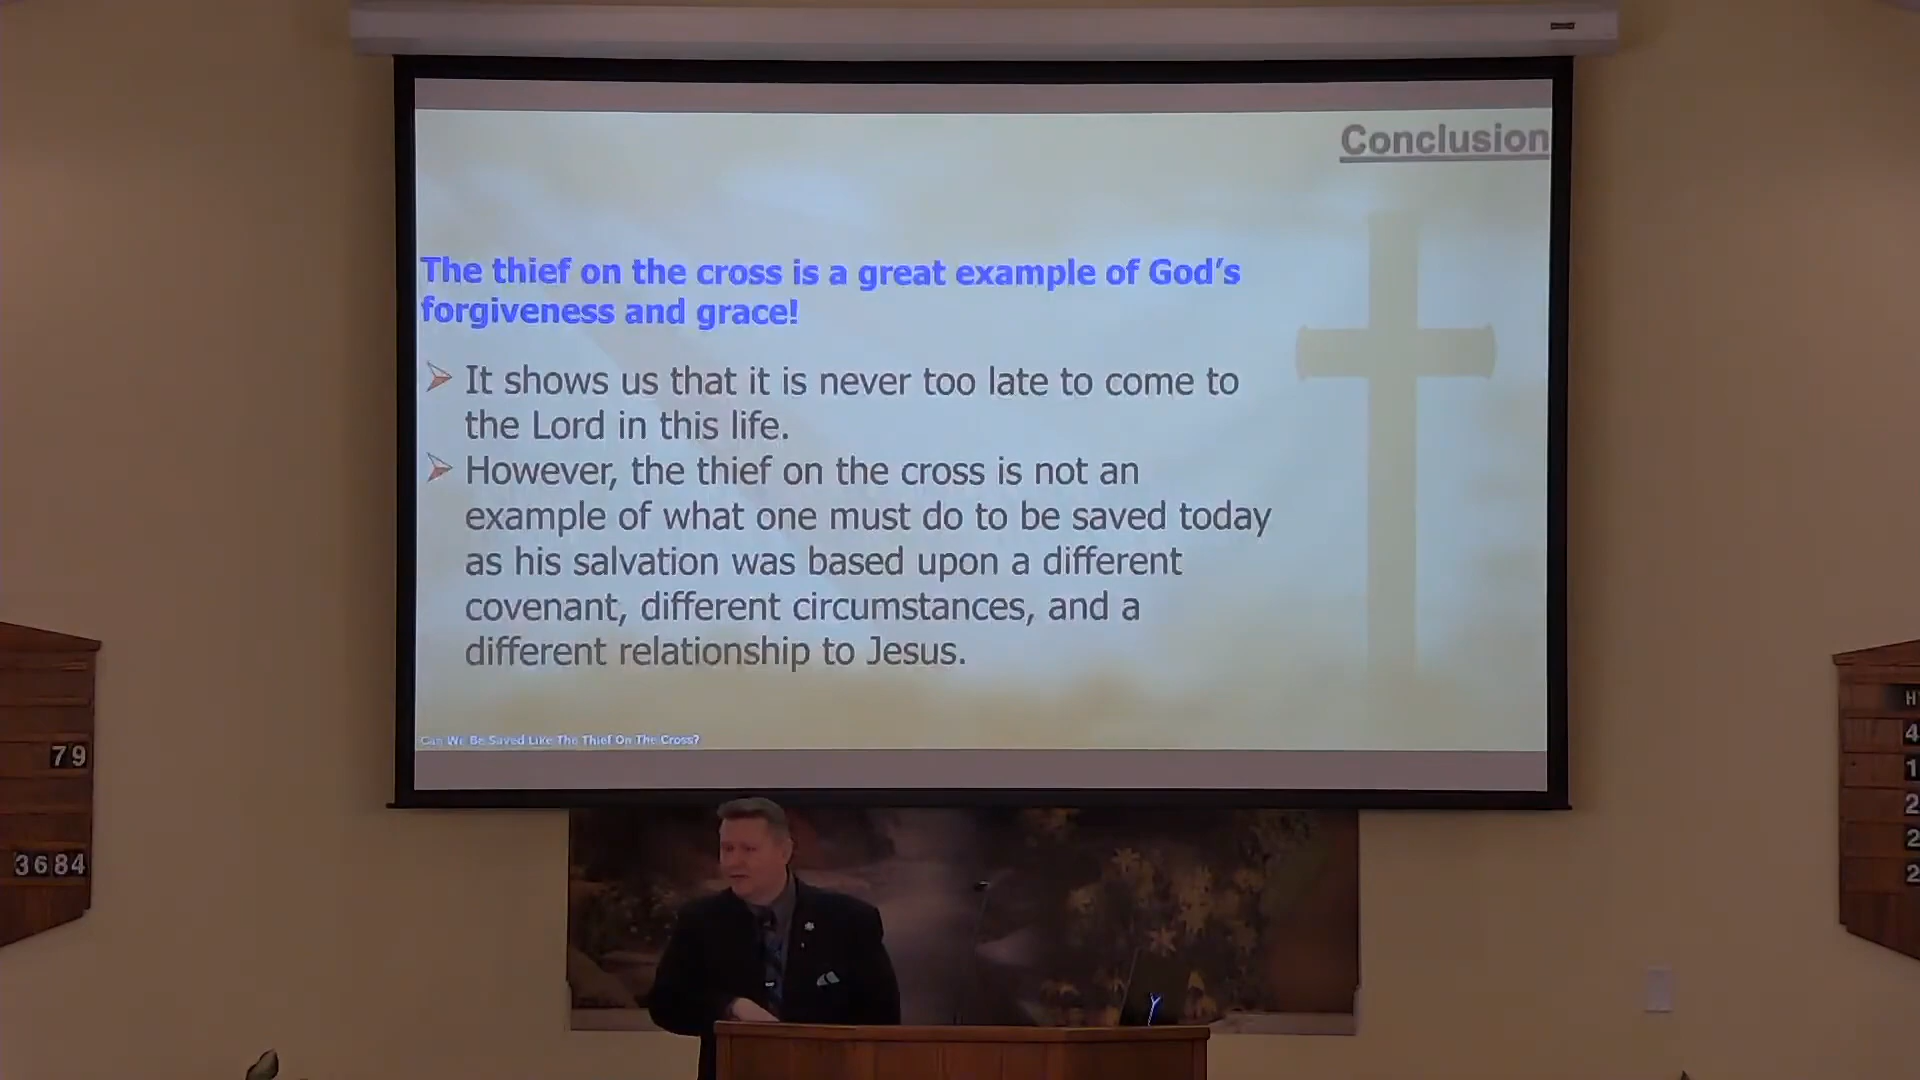 Conclusion
The thief on the cross is a great example of God's
forgiveness and grace!
It shows us that it is never too late to come to
the Lord in this life.
However, the thief on the cross is not an
example of what one must do to be saved today
as his salvation was based upon a different
covenant, different circumstances, and a
different relationship to Jesus.
Can We Be Saved Like The Thief On The Cross?
79
3684
H
4
1
2
2
2